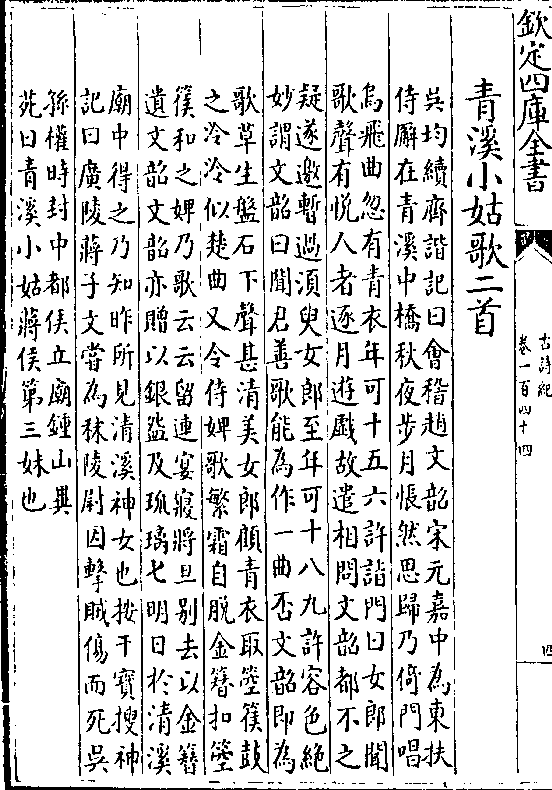 欽定四庫全書
古詩紀
卷一百四十四
四
青溪小姑歌二首
吳均續齊諧記曰會稽趙文韶宋元嘉中為東扶
侍廨在青溪中橋秋夜步月悵然思歸乃倚門唱
烏飛曲忽有青衣年可十五六許詣門曰女郎聞
歌聲有悅人者逐月遊戲故遣相問文韶都不之
疑遂邀暫過須臾女郎至年可十八九許容色絶
妙謂文韶曰聞君善歌能為作一曲否文韶即為
歌草生盤石下聲甚清美女郎顧青衣取箜篌鼓
之泠泠似楚曲又令侍婢歌繁霜自脫金簪扣箜
篌和之婢乃歌云云留連宴寢將旦别去以金簪
遺文韶文韶亦贈以銀盌及琉璃匕明日於清溪
廟中得之乃知昨所見清溪神女也按干寶搜神
記曰廣陵蔣子文嘗為秣陵尉因擊賊傷而死吳
孫權時封中都侯立廟鍾山異
苑曰青溪小姑蔣侯第三妹也